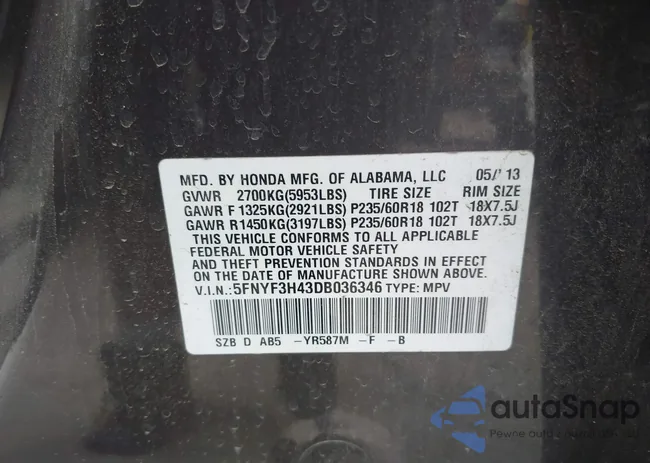 MFD. BY HONDA MFG. OF ALABAMA, LLC 05/'13
GVWR 2700KG(5953LBS) TIRE SIZE RIM SIZE
GAWR F 1325KG(2921LBS) P235/60R18 102T 18X7.5J
GAWR R1450KG(3197LBS) P235/60R18 102T 18X7.5J
THIS VEHICLE CONFORMS TO ALL APPLICABLE
FEDERAL MOTOR VEHICLE SAFETY
AND THEFT PREVENTION STANDARDS IN EFFECT
ON THE DATE OF MANUFACTURE SHOWN ABOVE.
V.I.N.:5FNYF3H43DB036346 TYPE: MPV
SZB D AB5 -YR587M -F -B
autoSnap
Pewne auto z